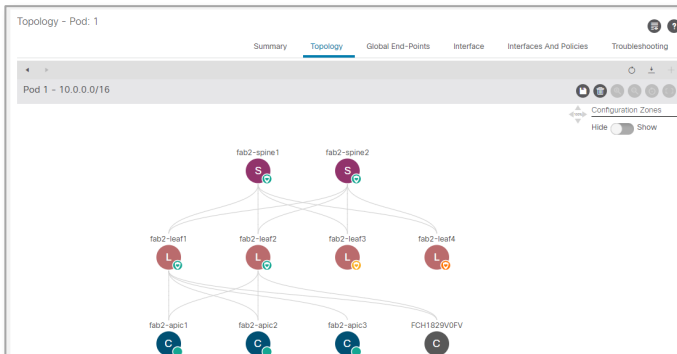 Topology - Pod: 1
Summary Topology Global End-Points Interface Interfaces And Policies Troubleshooting
Pod 1 - 10.0.0.0/16
Configuration Zones
Hide Show
fab2-spine1 fab2-spine2
S S
fab2-leaf1 fab2-leaf2 fab2-leaf3 fab2-leaf4
L L L L
fab2-apic1 fab2-apic2 fab2-apic3 FCH1829V0FV
C C C C